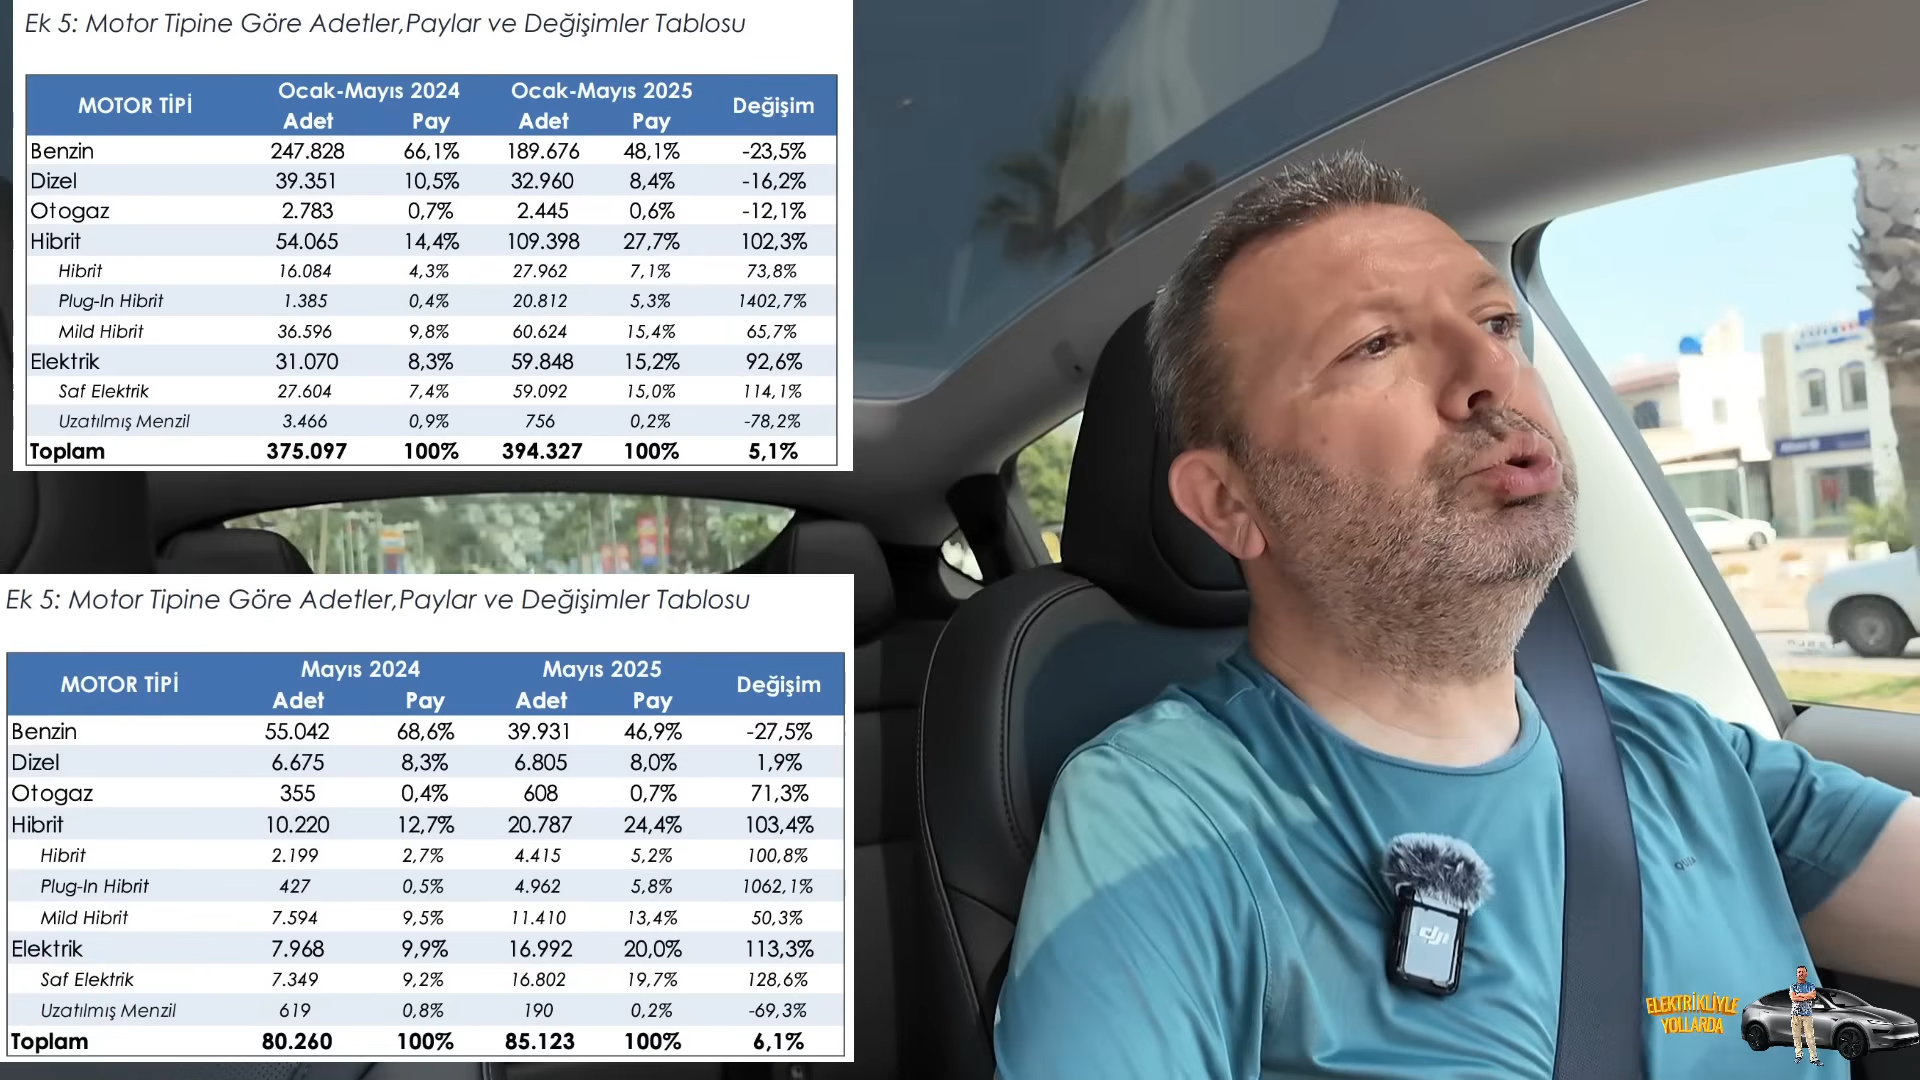 Ek 5: Motor Tipine Göre Adetler,Paylar ve Değişimler Tablosu
MOTOR TİPİ Ocak-Mayıs 2024 Ocak-Mayıs 2025 Değişim
Adet Pay Adet Pay
Benzin 247.828 66,1% 189.676 48,1% -23,5%
Dizel 39.351 10,5% 32.960 8,4% -16,2%
Otogaz 2.783 0,7% 2.445 0,6% -12,1%
Hibrit 54.065 14,4% 109.398 27,7% 102,3%
Hibrit 16.084 4,3% 27.962 7,1% 73,8%
Plug-In Hibrit 1.385 0,4% 20.812 5,3% 1402,7%
Mild Hibrit 36.596 9,8% 60.624 15,4% 65,7%
Elektrik 31.070 8,3% 59.848 15,2% 92,6%
Saf Elektrik 27.604 7,4% 59.092 15,0% 114,1%
Uzatılmış Menzil 3.466 0,9% 756 0,2% -78,2%
Toplam 375.097 100% 394.327 100% 5,1%
Ek 5: Motor Tipine Göre Adetler,Paylar ve Değişimler Tablosu
MOTOR TİPİ Mayıs 2024 Mayıs 2025 Değişim
Adet Pay Adet Pay
Benzin 55.042 68,6% 39.931 46,9% -27,5%
Dizel 6.675 8,3% 6.805 8,0% 1,9%
Otogaz 355 0,4% 608 0,7% 71,3%
Hibrit 10.220 12,7% 20.787 24,4% 103,4%
Hibrit 2.199 2,7% 4.415 5,2% 100,8%
Plug-In Hibrit 427 0,5% 4.962 5,8% 1062,1%
Mild Hibrit 7.594 9,5% 11.410 13,4% 50,3%
Elektrik 7.968 9,9% 16.992 20,0% 113,3%
Saf Elektrik 7.349 9,2% 16.802 19,7% 128,6%
Uzatılmış Menzil 619 0,8% 190 0,2% -69,3%
Toplam 80.260 100% 85.123 100% 6,1%
dji
ELEKTRİKLİYLE
YOLLARDA